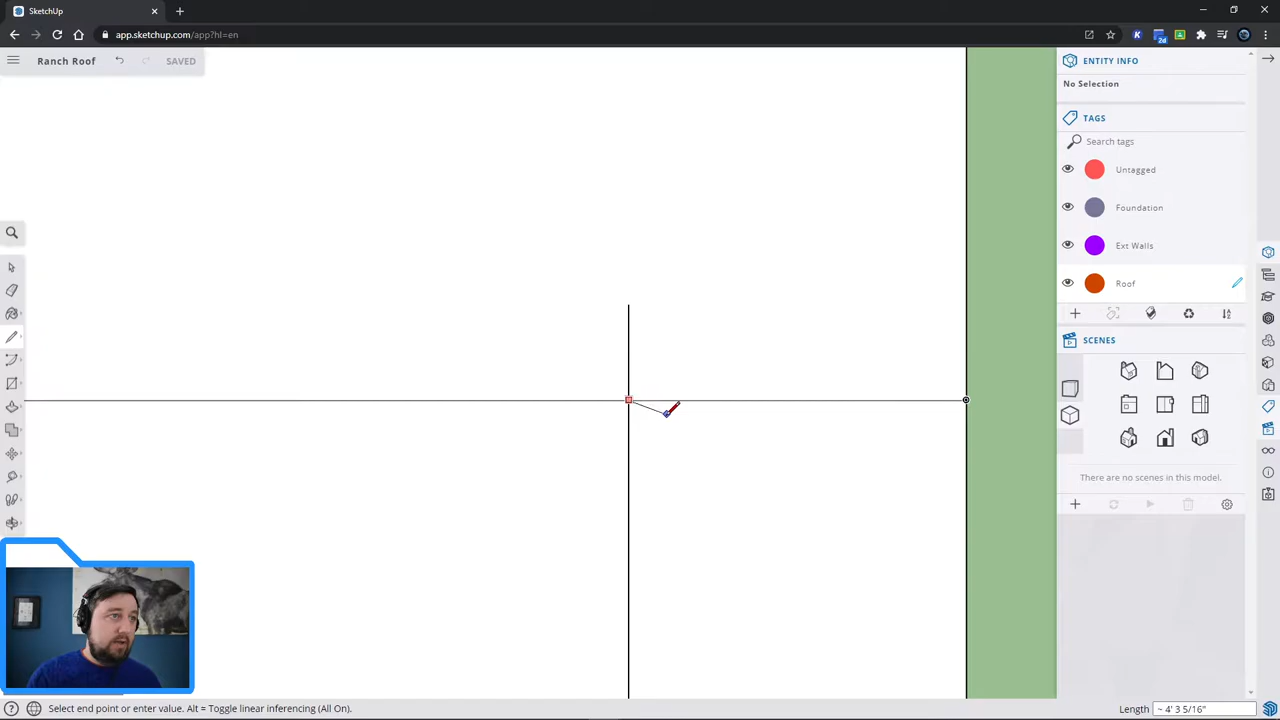 SketchUp
app.sketchup.com/app?hl=en
2d
Ranch Roof
SAVED
ENTITY INFO
No Selection
TAGS
Search tags
Untagged
Foundation
Ext Walls
Roof
SCENES
There are no scenes in this model.
Select end point or enter value. Alt = Toggle linear inferencing (All On).
Length
~ 4' 3 5/16"